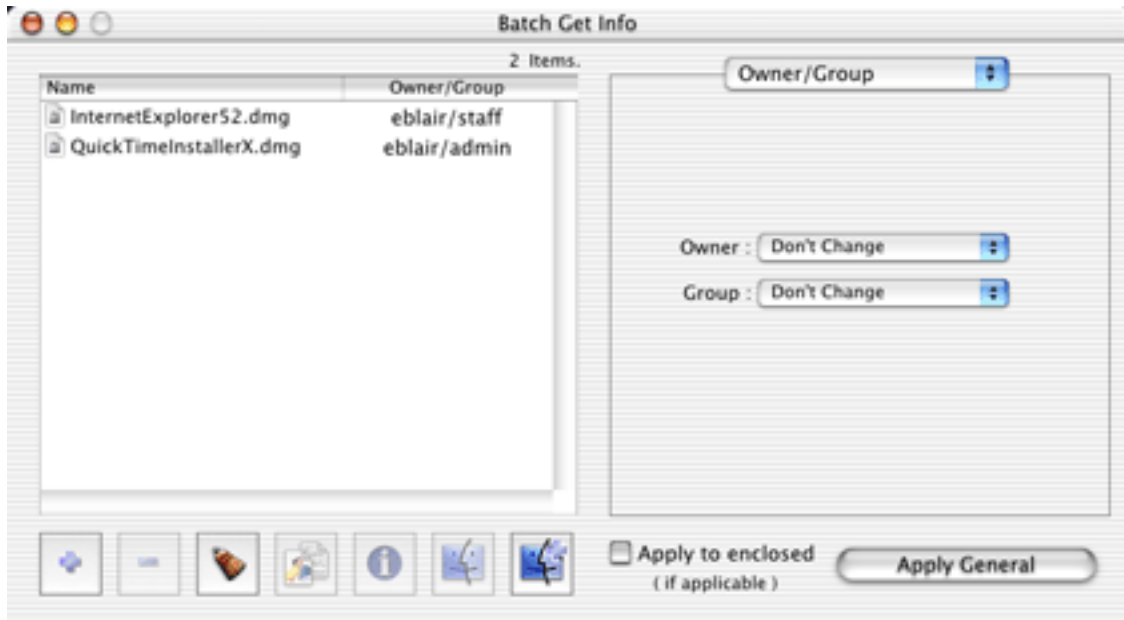 Batch Get Info
2 Items.
Name Owner/Group
InternetExplorer52.dmg eblair/staff
QuickTimeInstallerX.dmg eblair/admin
Owner/Group
Owner : Don't Change
Group : Don't Change
Apply to enclosed
( if applicable )
Apply General